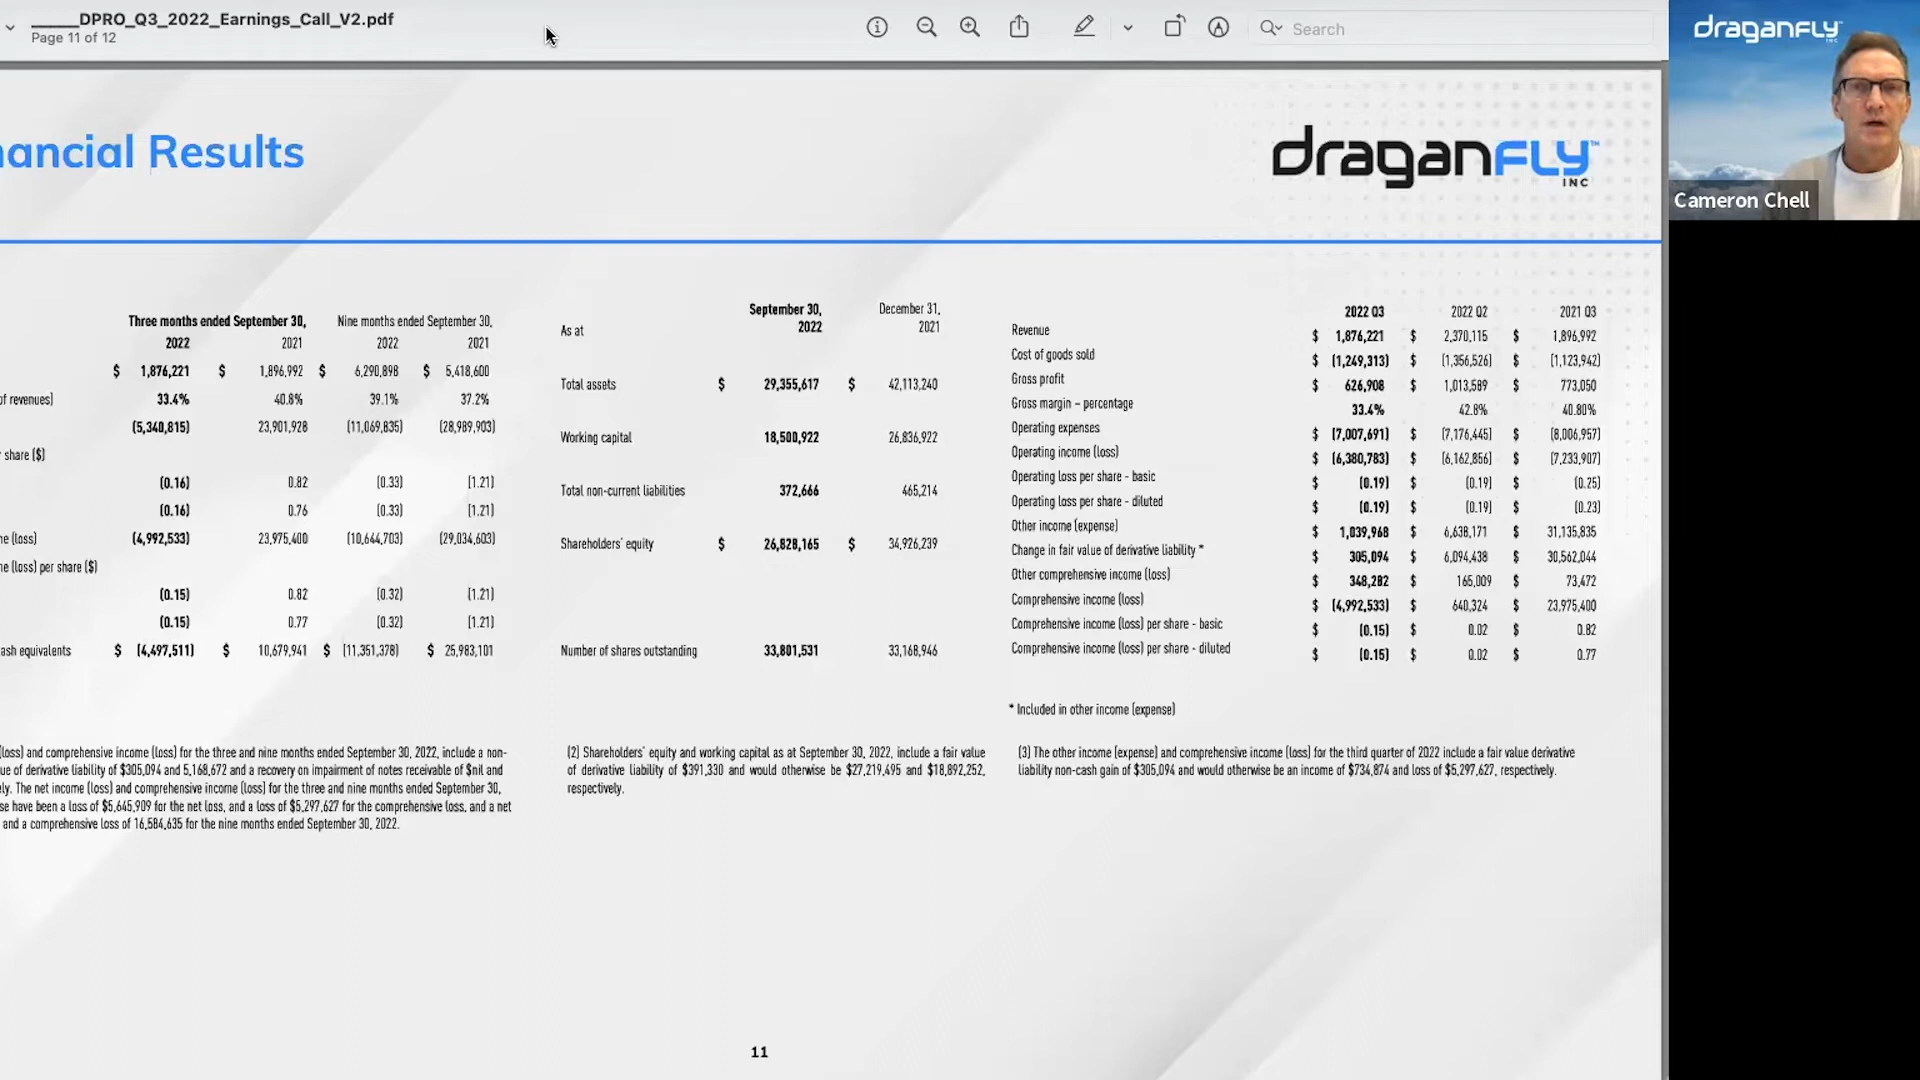 _____DPRO_Q3_2022_Earnings_Call_V2.pdf
Page 11 of 12
Search
draganfly
INC
Cameron Chell
nancial Results
draganFLY™
INC
Three months ended September 30, Nine months ended September 30,
2022 2021 2022 2021
$ 1,876,221 $ 1,896,992 $ 6,290,898 $ 5,418,600
of revenues) 33.4% 40.8% 39.1% 37.2%
(5,340,815) 23,901,928 (11,069,835) (28,989,903)
share ($)
(0.16) 0.82 (0.33) (1.21)
(0.16) 0.76 (0.33) (1.21)
e (loss) (4,992,533) 23,975,400 (10,644,703) (29,034,603)
e (loss) per share ($)
(0.15) 0.82 (0.32) (1.21)
(0.15) 0.77 (0.32) (1.21)
ash equivalents $ (4,497,511) $ 10,679,941 $ (11,351,378) $ 25,983,101
(loss) and comprehensive income (loss) for the three and nine months ended September 30, 2022, include a non-
ue of derivative liability of $305,094 and 5,168,672 and a recovery on impairment of notes receivable of $nil and
ely. The net income (loss) and comprehensive income (loss) for the three and nine months ended September 30,
se have been a loss of $5,645,909 for the net loss, and a loss of $5,297,627 for the comprehensive loss, and a net
and a comprehensive loss of 16,584,635 for the nine months ended September 30, 2022.
As at September 30, 2022 December 31, 2021
Total assets $ 29,355,617 $ 42,113,240
Working capital 18,500,922 26,836,922
Total non-current liabilities 372,666 465,214
Shareholders' equity $ 26,828,165 $ 34,926,239
Number of shares outstanding 33,801,531 33,168,946
(2) Shareholders' equity and working capital as at September 30, 2022, include a fair value
of derivative liability of $391,330 and would otherwise be $27,219,495 and $18,892,252,
respectively.
2022 Q3 2022 Q2 2021 Q3
Revenue $ 1,876,221 $ 2,370,115 $ 1,896,992
Cost of goods sold $ (1,249,313) $ (1,356,526) $ (1,123,942)
Gross profit $ 626,908 $ 1,013,589 $ 773,050
Gross margin – percentage 33.4% 42.8% 40.80%
Operating expenses $ (7,007,691) $ (7,176,445) $ (8,006,957)
Operating income (loss) $ (6,380,783) $ (6,162,856) $ (7,233,907)
Operating loss per share - basic $ (0.19) $ (0.19) $ (0.25)
Operating loss per share - diluted $ (0.19) $ (0.19) $ (0.23)
Other income (expense) $ 1,039,968 $ 6,638,171 $ 31,135,835
Change in fair value of derivative liability * $ 305,094 $ 6,094,438 $ 30,562,044
Other comprehensive income (loss) $ 348,282 $ 165,009 $ 73,472
Comprehensive income (loss) $ (4,992,533) $ 640,324 $ 23,975,400
Comprehensive income (loss) per share - basic $ (0.15) $ 0.02 $ 0.82
Comprehensive income (loss) per share - diluted $ (0.15) $ 0.02 $ 0.77
* Included in other income (expense)
(3) The other income (expense) and comprehensive income (loss) for the third quarter of 2022 include a fair value derivative
liability non-cash gain of $305,094 and would otherwise be an income of $734,874 and loss of $5,297,627, respectively.
11